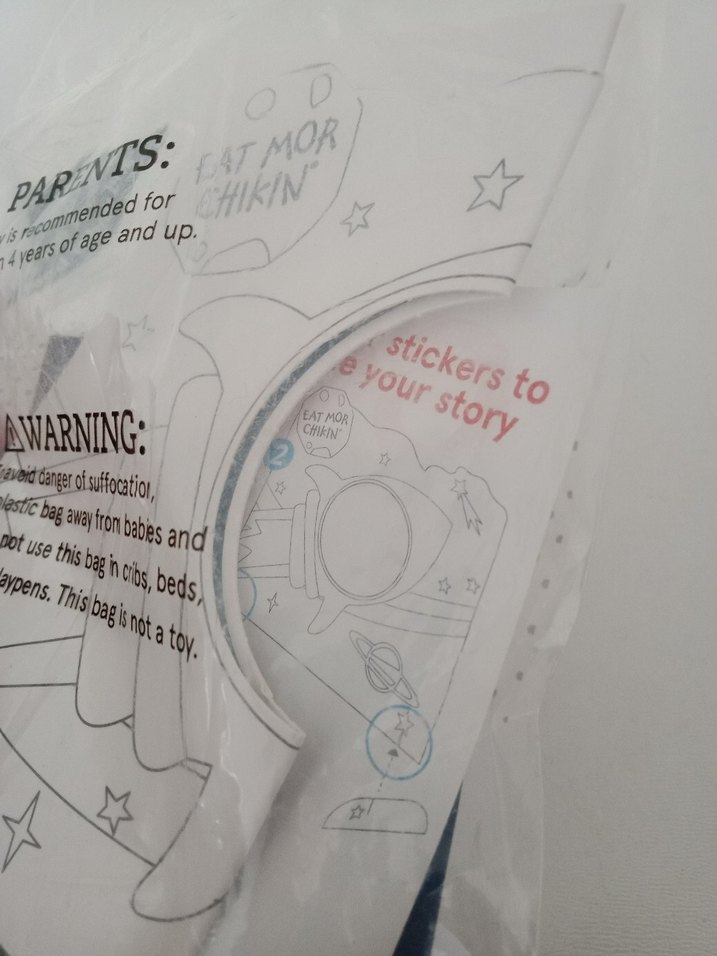 PARENTS:
is recommended for
4 years of age and up.
EAT MOR
CHIKIN®
WARNING:
avoid danger of suffocation,
plastic bag away from babies and
not use this bag in cribs, beds,
playpens. This bag is not a toy.
stickers to
e your story
EAT MOR
CHIKIN®
2